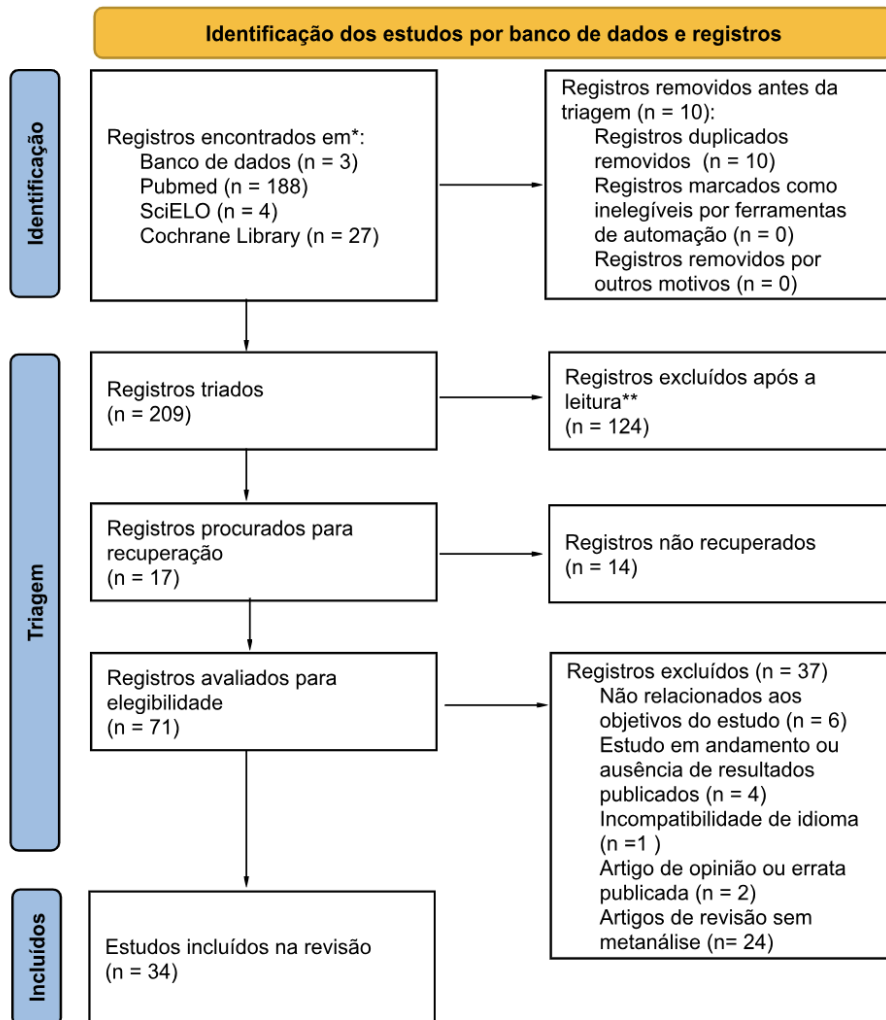 Identificação dos estudos por banco de dados e registros
Identificação
Registros encontrados em*:
Banco de dados (n = 3)
Pubmed (n = 188)
SciELO (n = 4)
Cochrane Library (n = 27)
Registros removidos antes da
triagem (n = 10):
Registros duplicados
removidos  (n = 10)
Registros marcados como
inelegíveis por ferramentas
de automação (n = 0)
Registros removidos por
outros motivos (n = 0)
Triagem
Registros triados
(n = 209)
Registros excluídos após a
leitura**
(n = 124)
Registros procurados para
recuperação
(n = 17)
Registros não recuperados
(n = 14)
Registros avaliados para
elegibilidade
(n = 71)
Registros excluídos (n = 37)
Não relacionados aos
objetivos do estudo (n = 6)
Estudo em andamento ou
ausência de resultados
publicados (n = 4)
Incompatibilidade de idioma
(n =1 )
Artigo de opinião ou errata
publicada (n = 2)
Artigos de revisão sem
metanálise (n= 24)
Incluídos
Estudos incluídos na revisão
(n = 34)